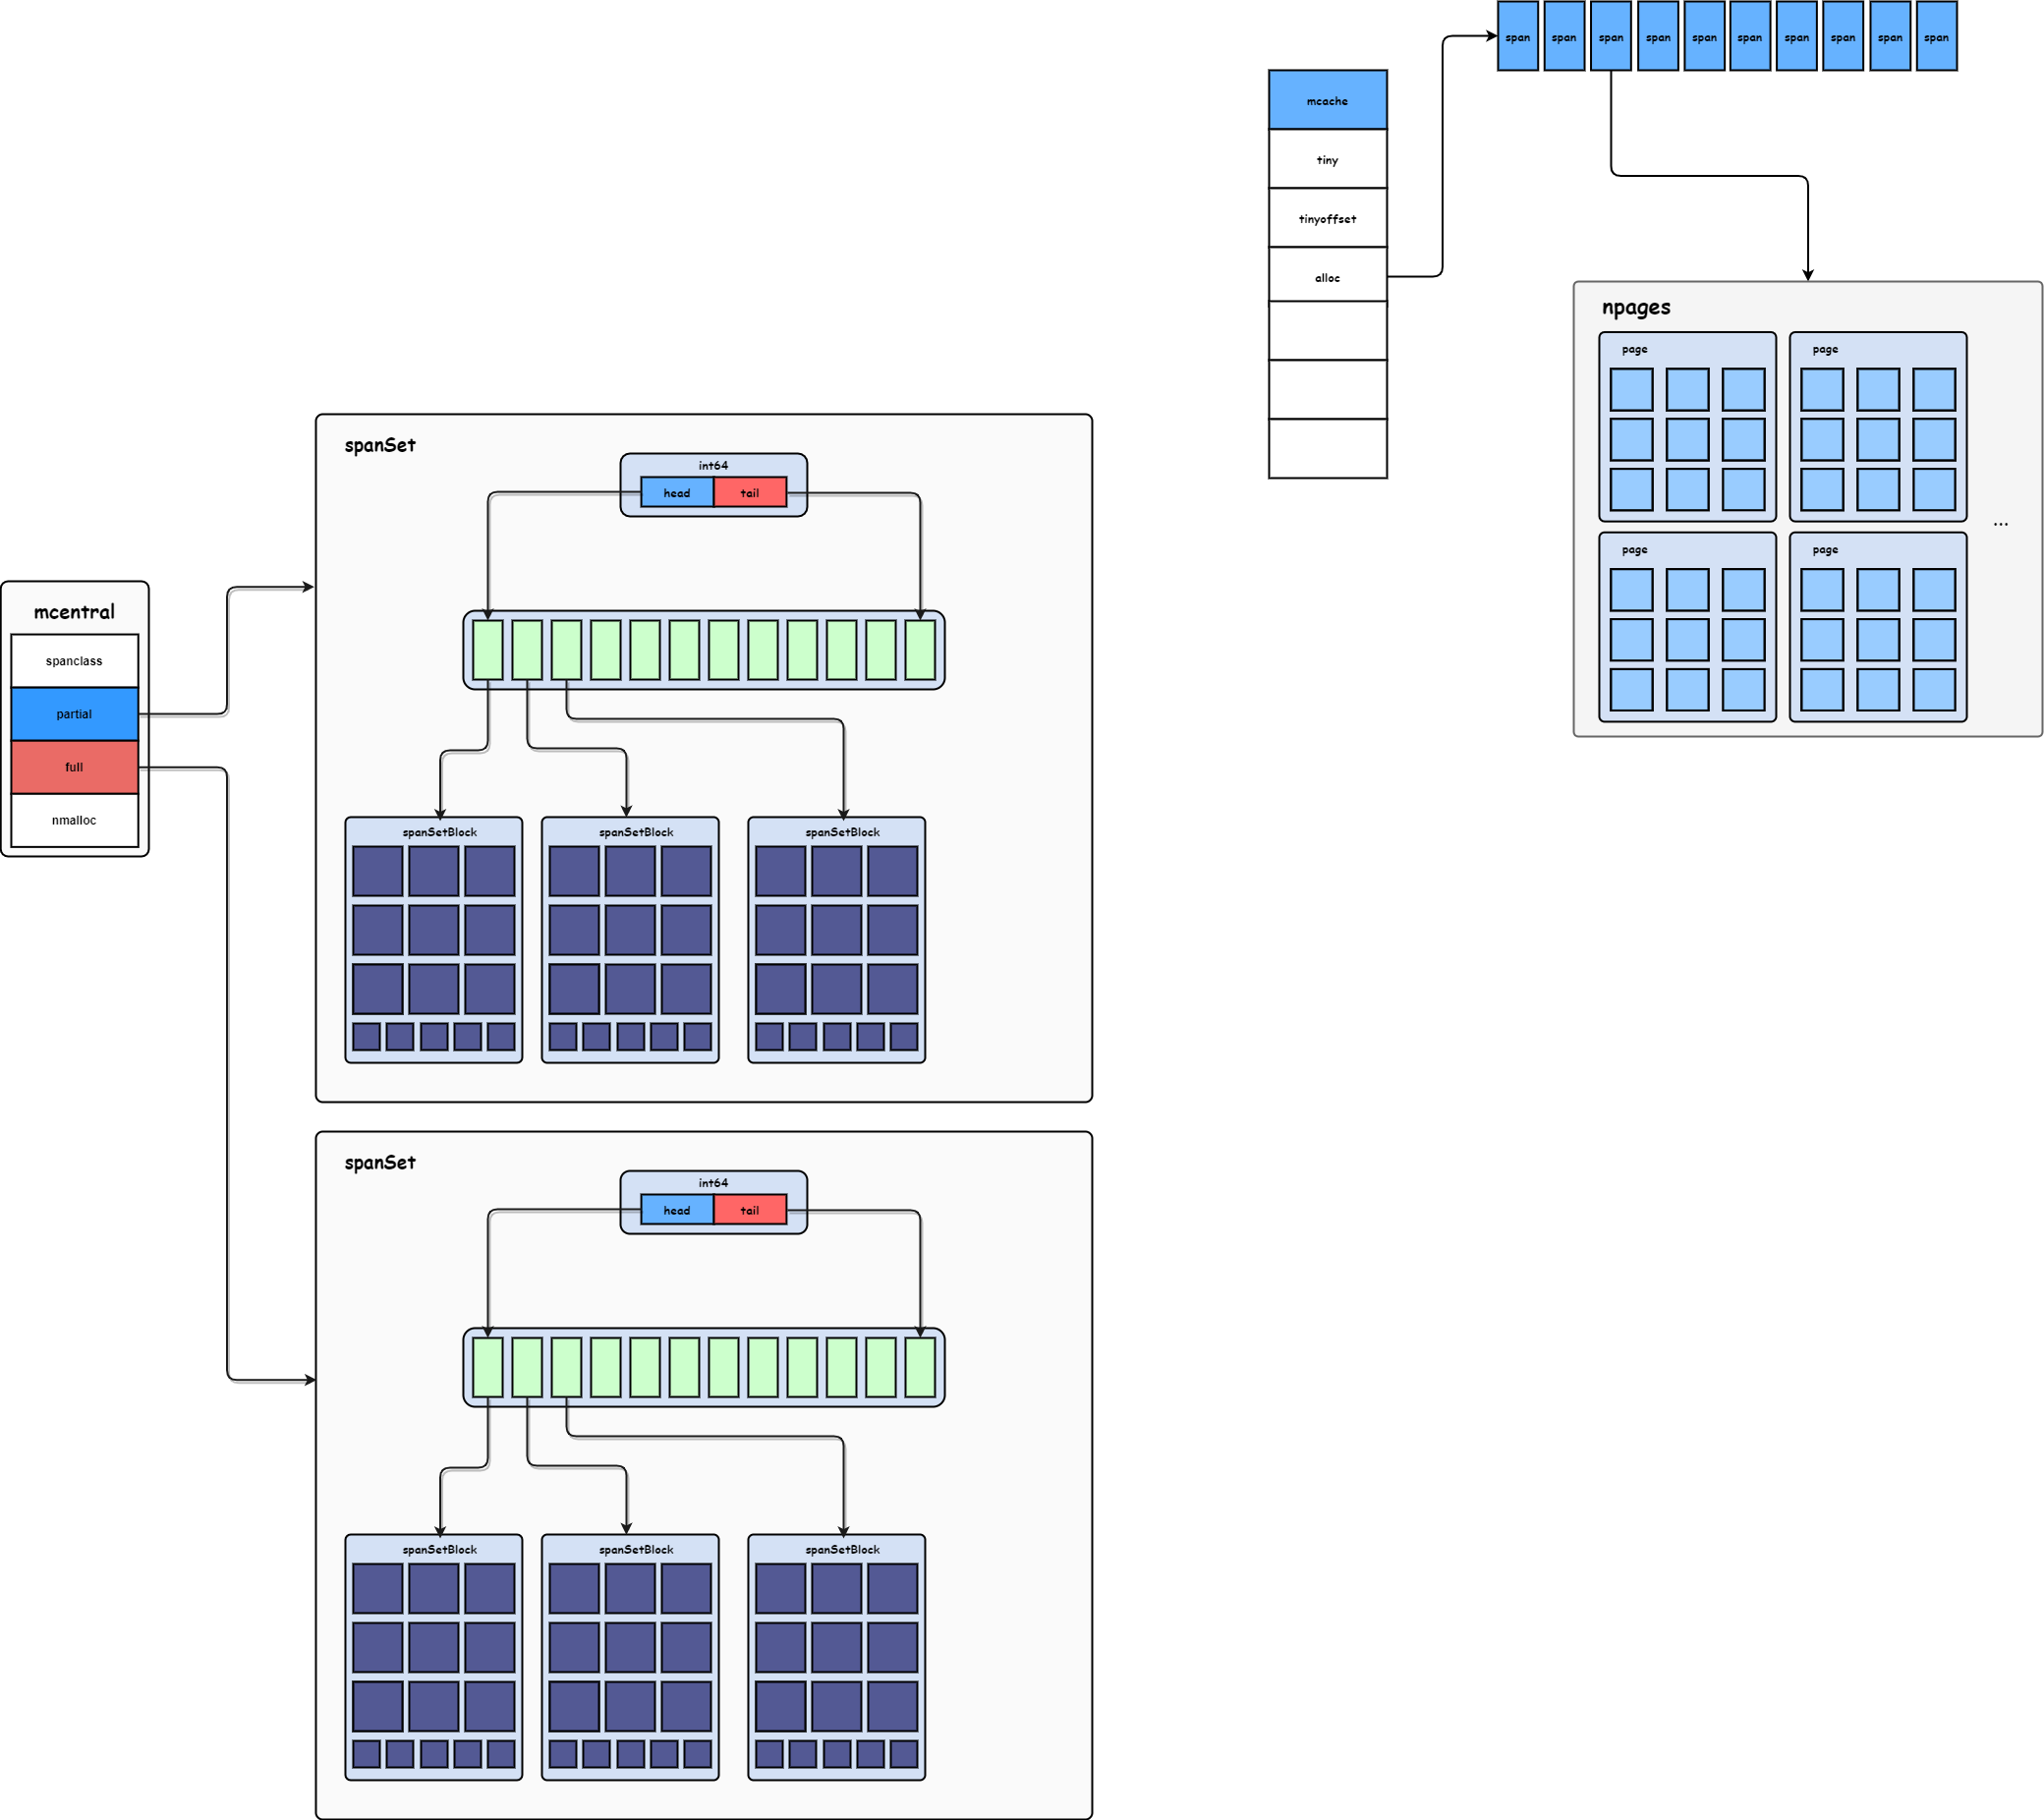 span
span
span
span
span
span
span
span
span
span
mcache
tiny
tinyoffset
alloc
npages
page
page
...
page
page
spanSet
int64
head
tail
mcentral
spanclass
partial
full
nmalloc
spanSetBlock
spanSetBlock
spanSetBlock
spanSet
int64
head
tail
spanSetBlock
spanSetBlock
spanSetBlock